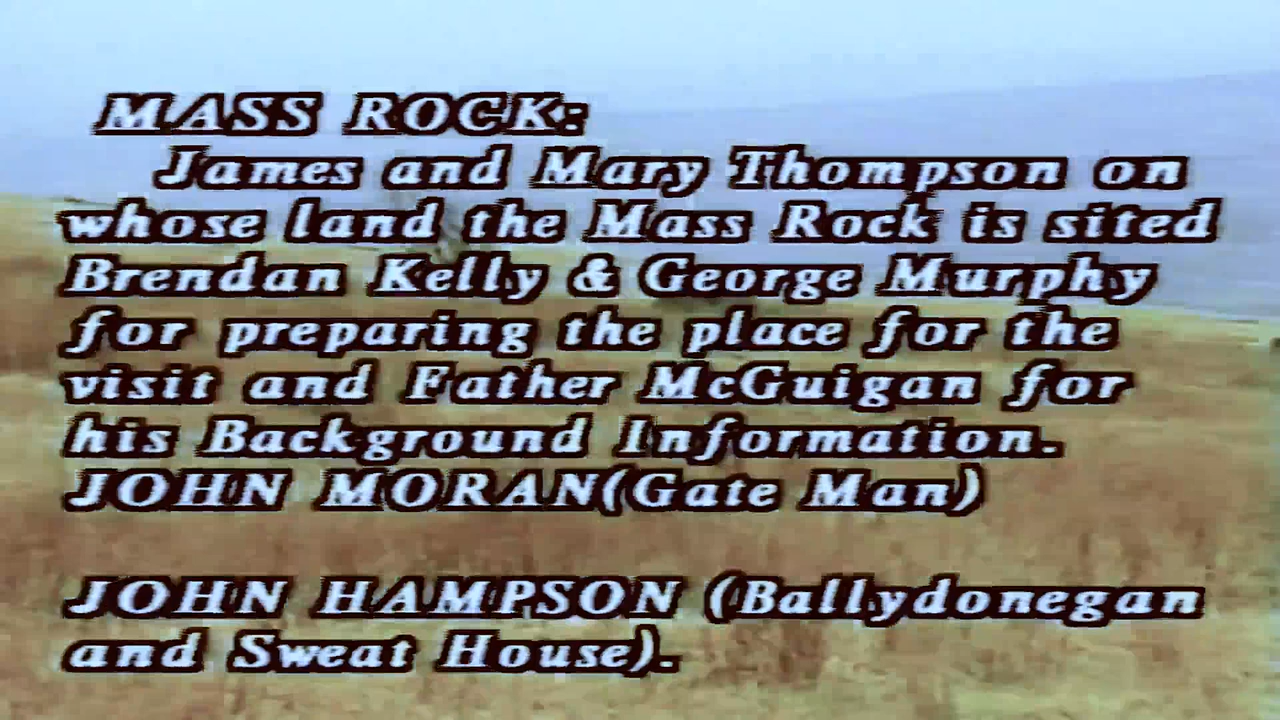 MASS ROCK:
James and Mary Thompson on
whose land the Mass Rock is sited
Brendan Kelly & George Murphy
for preparing the place for the
visit and Father McGuigan for
his Background Information.
JOHN MORAN(Gate Man)
JOHN HAMPSON (Ballydonegan
and Sweat House).